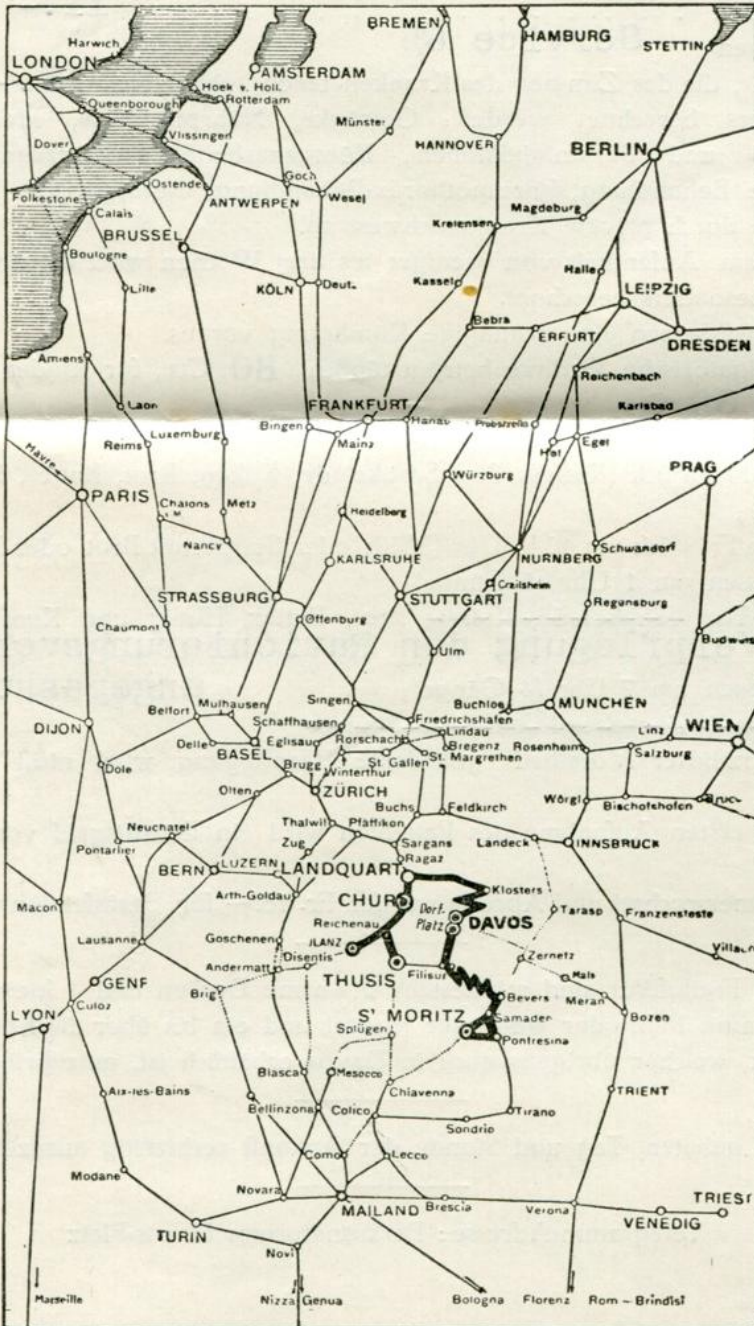 BREMEN
HAMBURG
STETTIN
Harwich
LONDON
AMSTERDAM
Hoek v. Holl.
Rotterdam
Queenborough
Vlissingen
Münster
HANNOVER
BERLIN
Dover
Goch
Wesel
Folkestone
Ostende
ANTWERPEN
Calais
Magdeburg
Kreiensen
BRUSSEL
Boulogne
Lille
KÖLN
Deutz
Kassel
Halle
LEIPZIG
Bebra
ERFURT
DRESDEN
Amiens
Reichenbach
Laon
FRANKFURT
Hanau
Karlsbad
Bingen
Mainz
Probstzella
Reims
Luxemburg
Hof
Eger
Havre
PARIS
Würzburg
PRAG
Chalons
s.M.
Metz
Heidelberg
Nancy
KARLSRUHE
NURNBERG
Schwandorf
Crailsheim
STRASSBURG
STUTTGART
Regensburg
Chaumont
Offenburg
Ulm
Budweis
Singen
Buchloe
MÜNCHEN
Belfort
Mulhausen
Schaffhausen
Friedrichshafen
DIJON
Eglisau
Rorschach
Lindau
Linz
WIEN
Delle
BASEL
Bregenz
Rosenheim
Salzburg
Dole
Brugg
Winterthur
St. Gallen
St. Margrethen
Olten
ZÜRICH
Buchs
Feldkirch
Wörgl
Bischofshofen
Bruck
Neuchatel
Thalwil
Pfäffikon
Pontarlier
Zug
Sargans
Landeck
INNSBRUCK
BERN
LUZERN
Ragaz
LANDQUART
Klosters
Arth-Goldau
CHUR
Dorf-
Platz
DAVOS
Tarasp
Macon
Reichenau
Franzensfeste
Lausanne
Goschenen
JLANZ
Disentis
Zernetz
Villach
Andermatt
THUSIS
Filisur
Mals
GENF
Brig
Bevers
Meran
Culoz
Bozen
LYON
St MORITZ
Samaden
Splügen
Pontresina
Aix-les-Bains
Biasca
Mesocco
Chiavenna
TRIENT
Bellinzona
Colico
Tirano
Sondrio
Como
Lecco
Modane
Novara
MAILAND
Brescia
Verona
TRIEST
TURIN
VENEDIG
Novi
Marseille
Nizza
Genua
Bologna
Florenz
Rom - Brindisi